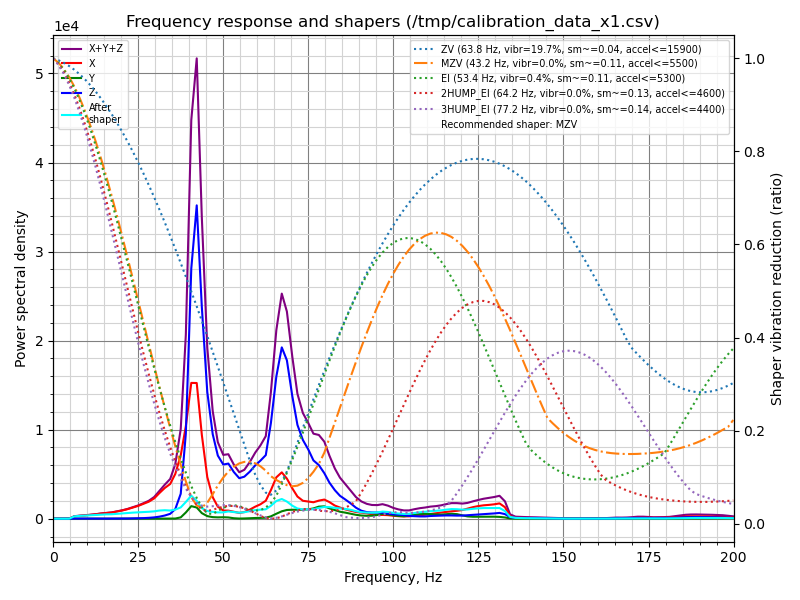 Frequency response and shapers (/tmp/calibration_data_x1.csv)
1e4
X+Y+Z
X
Y
Z
After
shaper
ZV (63.8 Hz, vibr=19.7%, sm~=0.04, accel<=15900)
MZV (43.2 Hz, vibr=0.0%, sm~=0.11, accel<=5500)
EI (53.4 Hz, vibr=0.4%, sm~=0.11, accel<=5300)
2HUMP_EI (64.2 Hz, vibr=0.0%, sm~=0.13, accel<=4600)
3HUMP_EI (77.2 Hz, vibr=0.0%, sm~=0.14, accel<=4400)
Recommended shaper: MZV
5
4
3
2
1
0
Power spectral density
1.0
0.8
0.6
0.4
0.2
0.0
Shaper vibration reduction (ratio)
0 25 50 75 100 125 150 175 200
Frequency, Hz